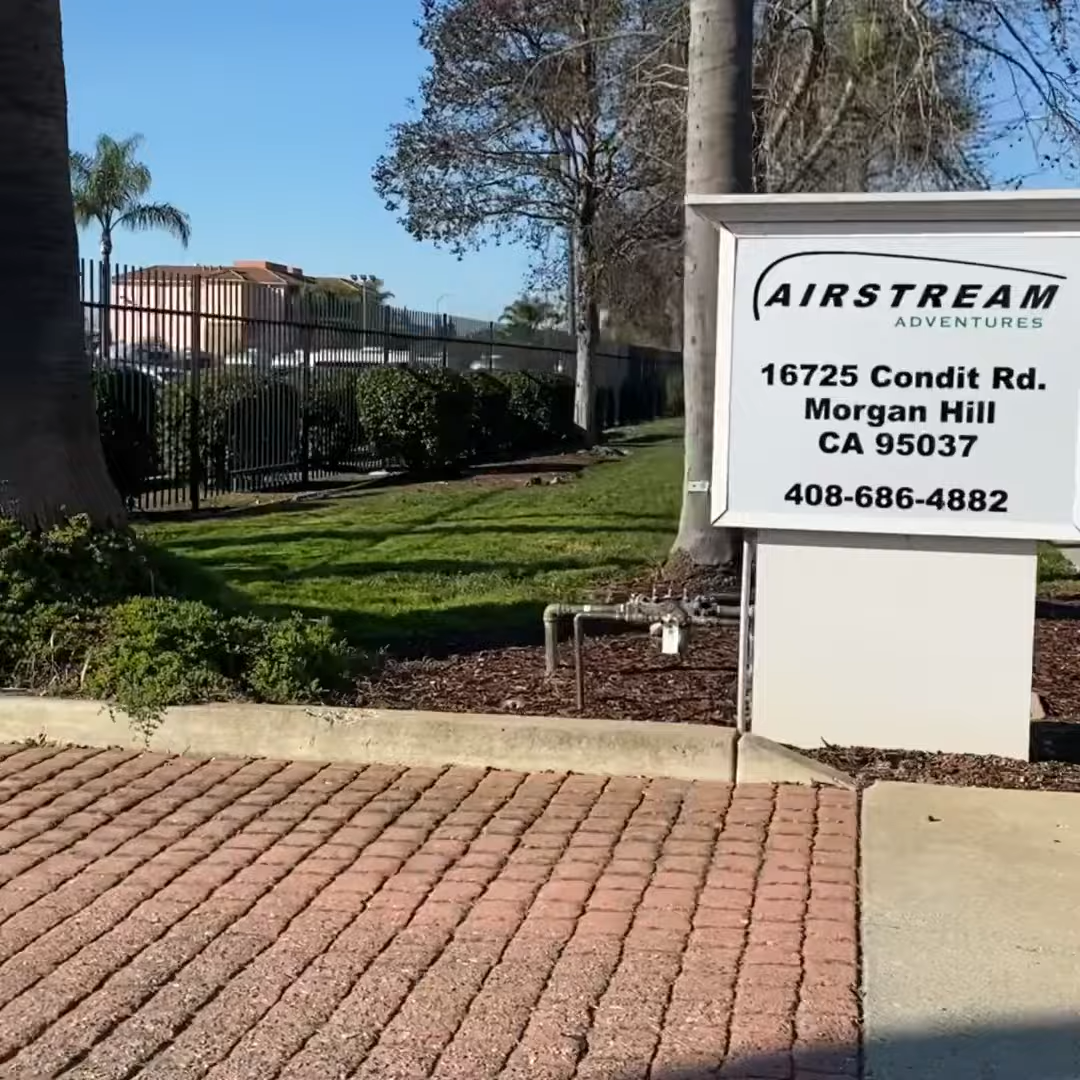 AIRSTREAM
ADVENTURES
16725 Condit Rd.
Morgan Hill
CA 95037
408-686-4882